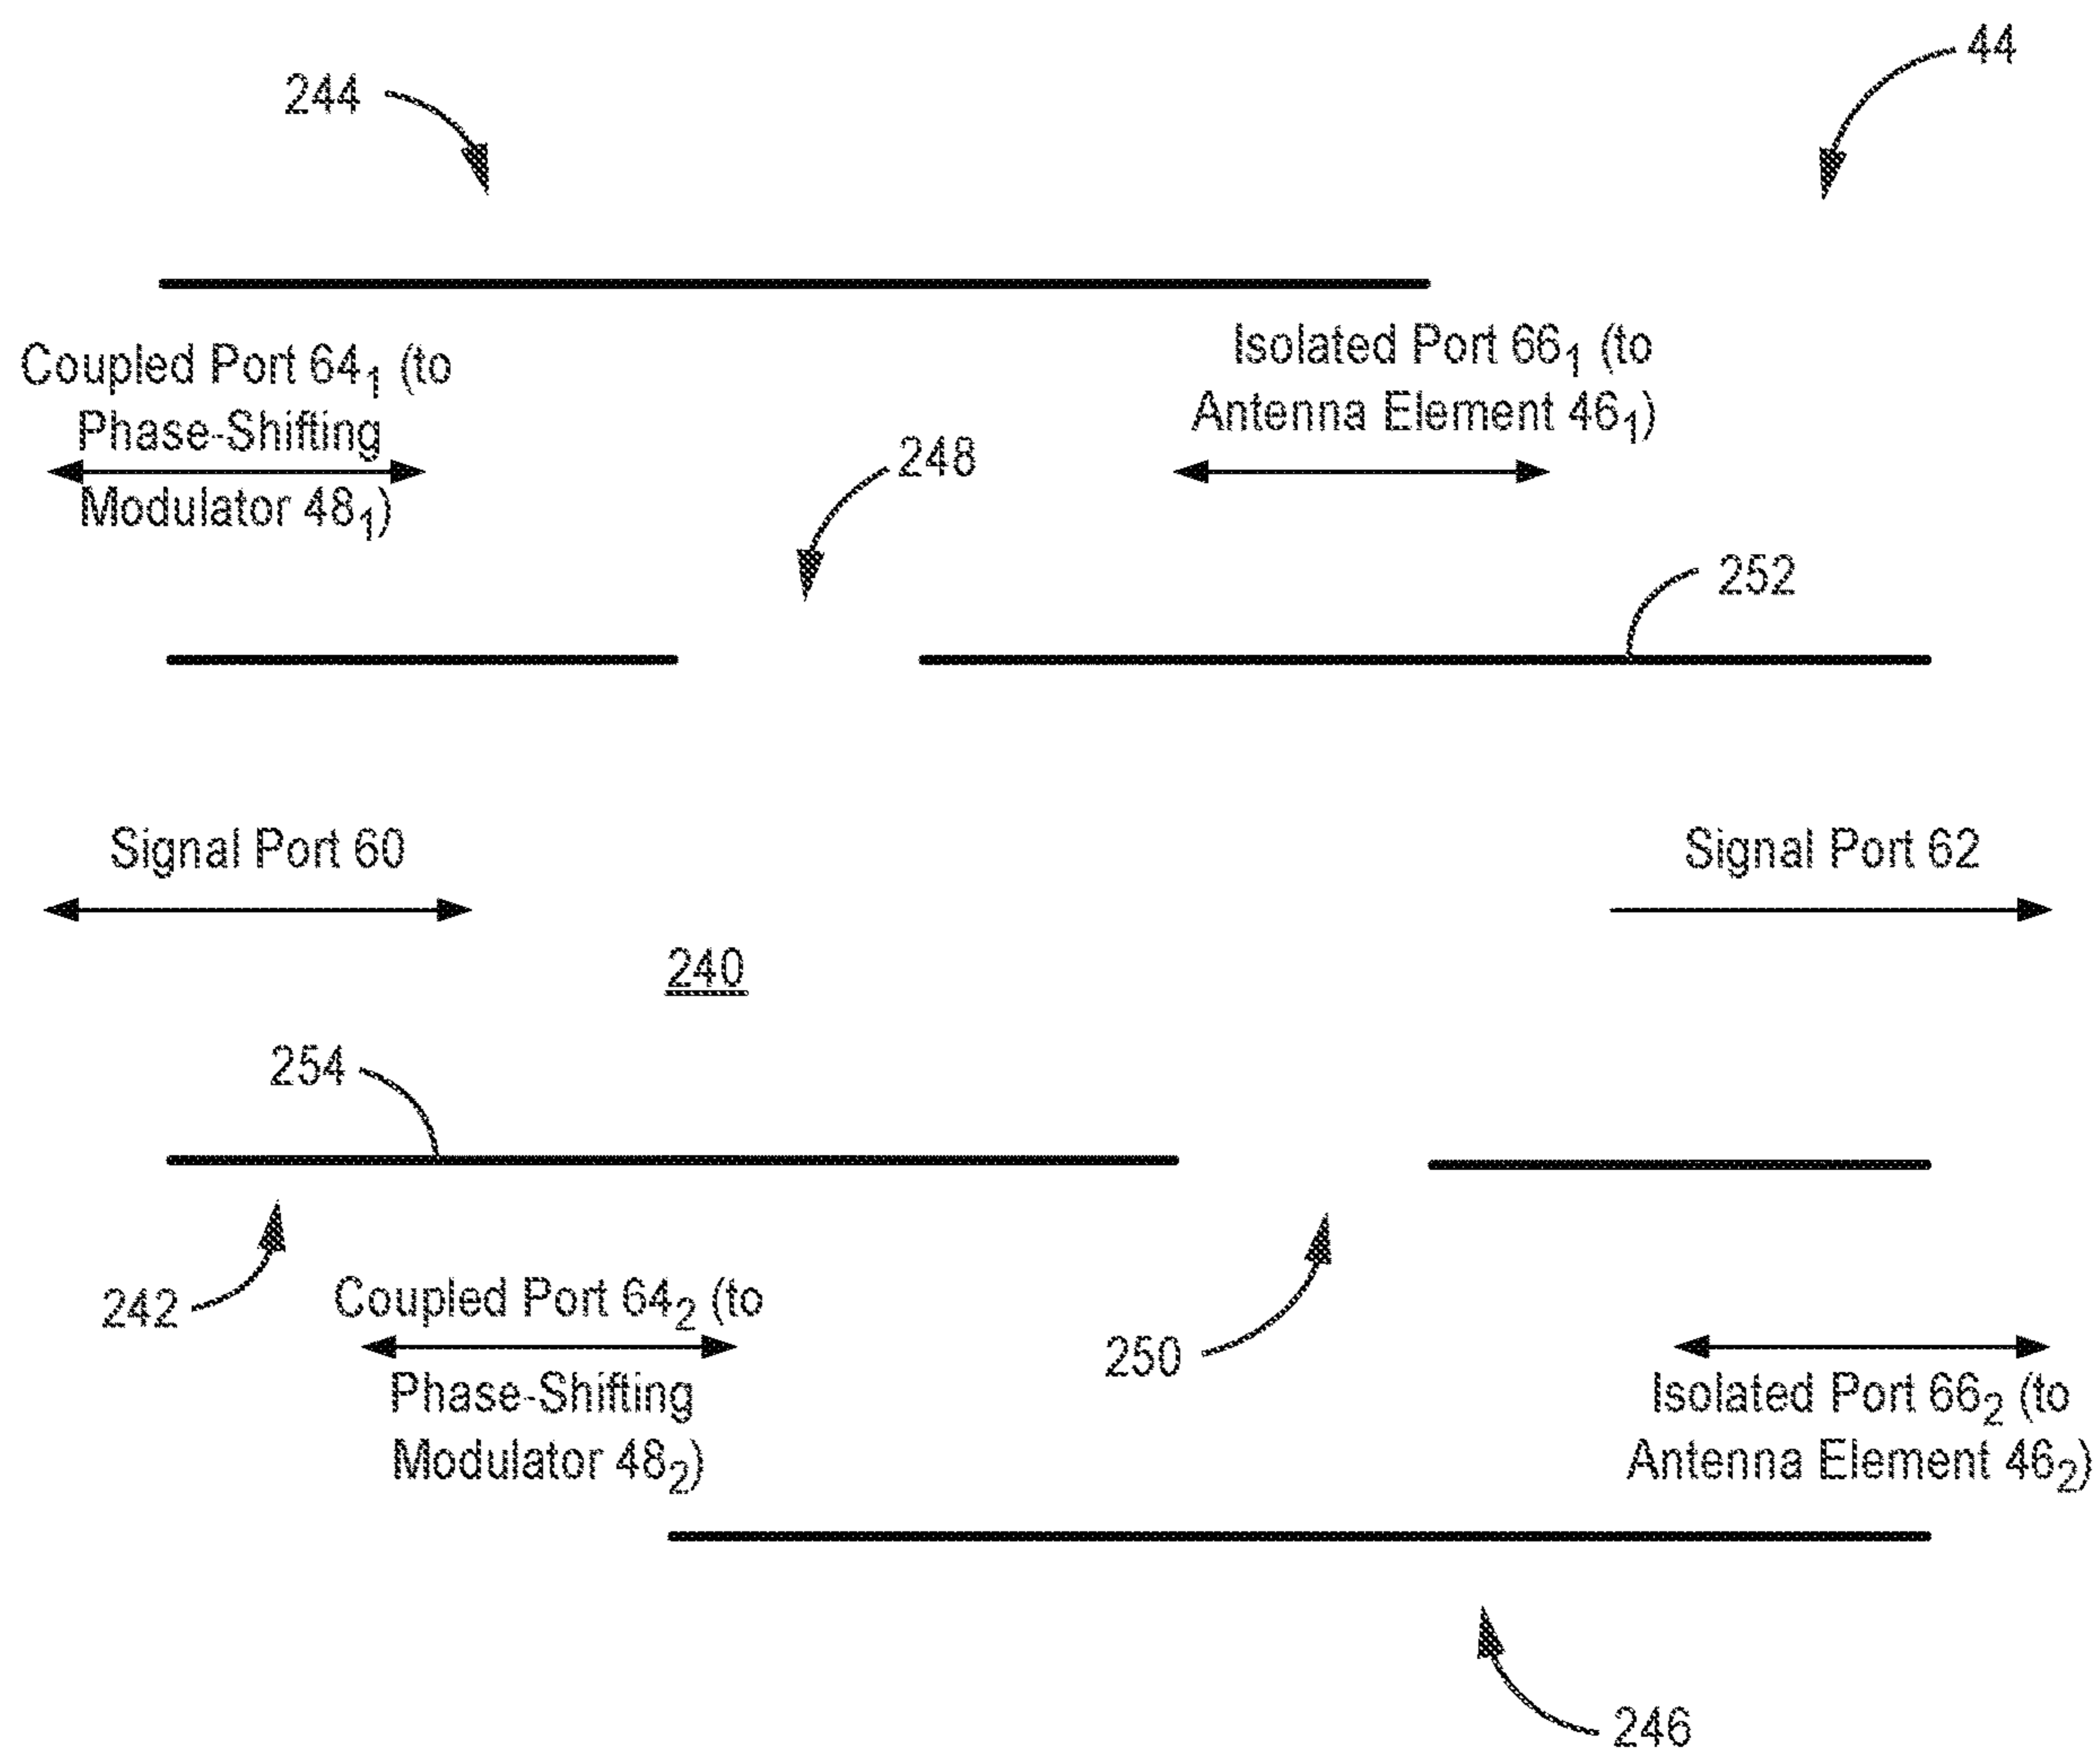 44
244
Coupled Port 64₁ (to
Phase-Shifting
Modulator 48₁)
Isolated Port 66₁ (to
Antenna Element 46₁)
248
252
Signal Port 60
Signal Port 62
240
254
242
Coupled Port 64₂ (to
Phase-Shifting
Modulator 48₂)
250
Isolated Port 66₂ (to
Antenna Element 46₂)
246